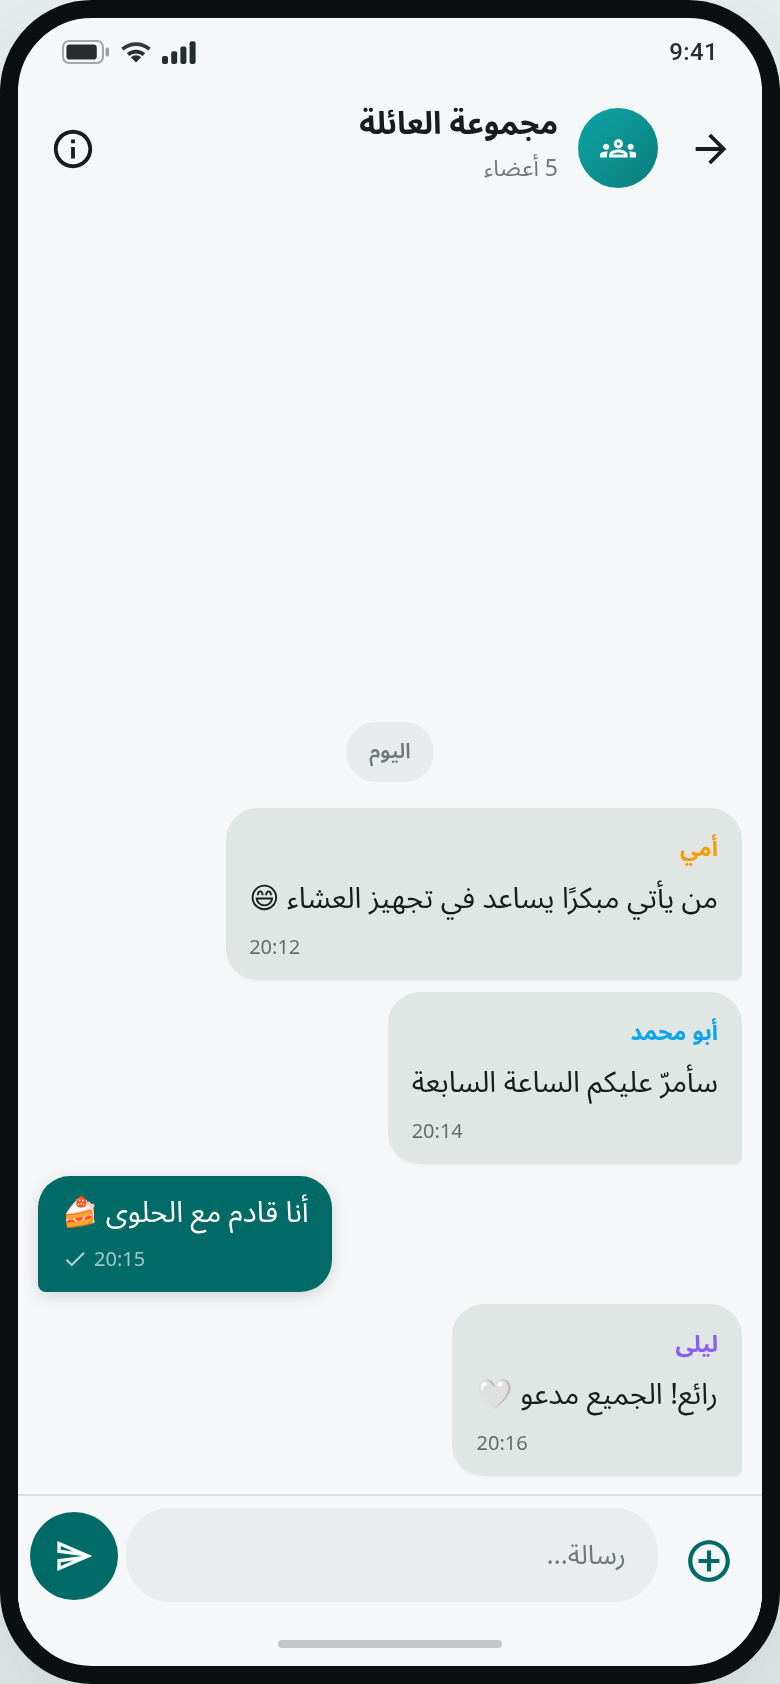 9:41
مجموعة العائلة
5 أعضاء
اليوم
أمي
من يأتي مبكرًا يساعد في تجهيز العشاء 😄
20:12
أبو محمد
سأمرّ عليكم الساعة السابعة
20:14
أنا قادم مع الحلوى 🍰
20:15
ليلى
رائع! الجميع مدعو 🤍
20:16
رسالة...